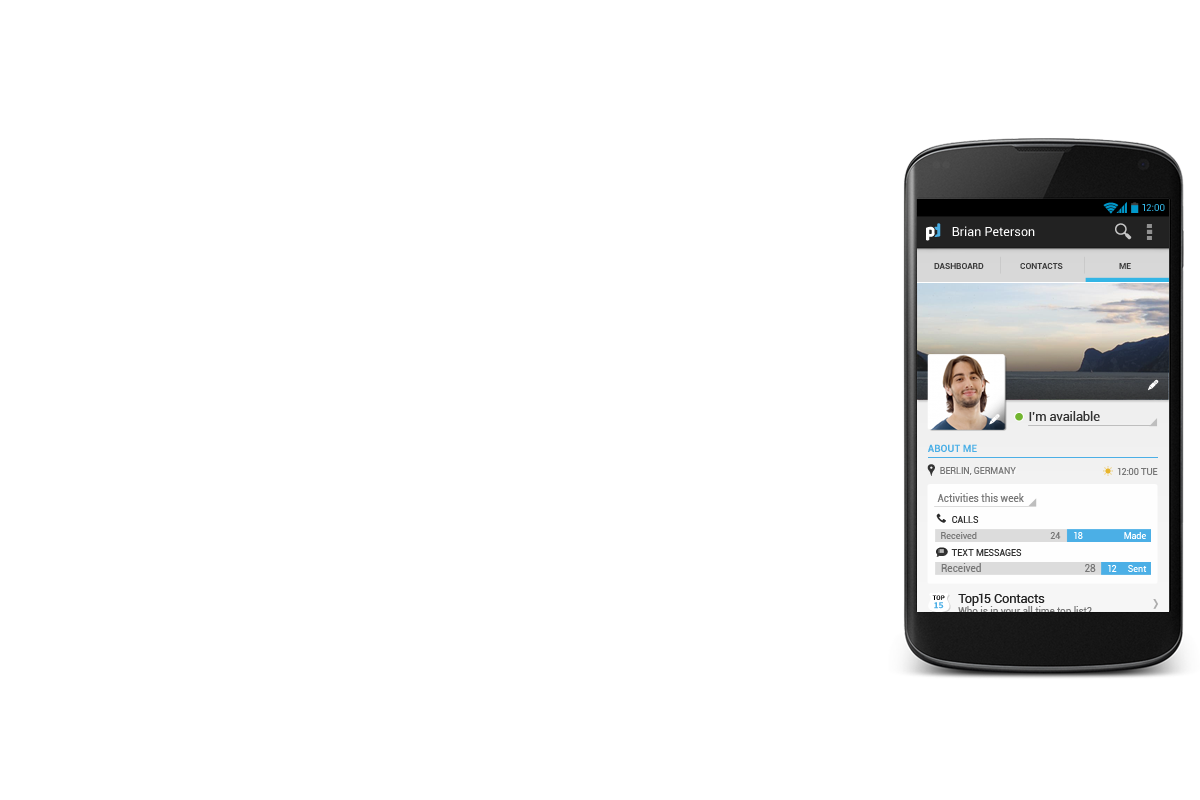 12:00
pd Brian Peterson
DASHBOARD CONTACTS ME
I'm available
ABOUT ME
BERLIN, GERMANY 12:00 TUE
Activities this week
CALLS
Received 24 18 Made
TEXT MESSAGES
Received 28 12 Sent
TOP 15 Top15 Contacts
Who is in your all time top list?